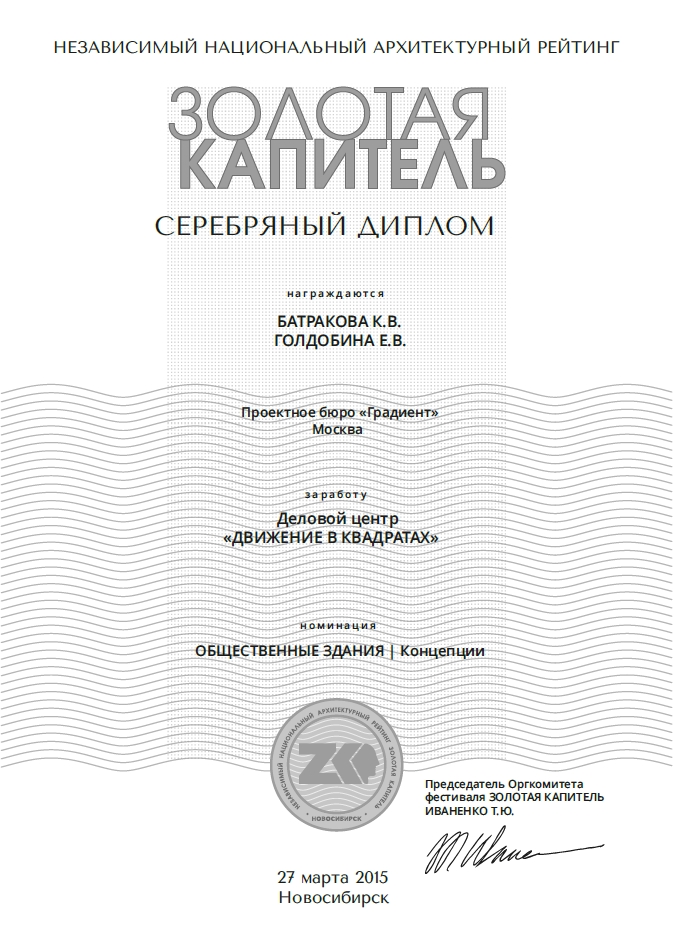 НЕЗАВИСИМЫЙ НАЦИОНАЛЬНЫЙ АРХИТЕКТУРНЫЙ РЕЙТИНГ
ЗОЛОТАЯ
КАПИТЕЛЬ
СЕРЕБРЯНЫЙ ДИПЛОМ
награждаются
БАТРАКОВА К.В.
ГОЛДОБИНА Е.В.
Проектное бюро «Градиент»
Москва
за работу
Деловой центр
«ДВИЖЕНИЕ В КВАДРАТАХ»
номинация
ОБЩЕСТВЕННЫЕ ЗДАНИЯ | Концепции
НЕЗАВИСИМЫЙ НАЦИОНАЛЬНЫЙ АРХИТЕКТУРНЫЙ РЕЙТИНГ ЗОЛОТАЯ КАПИТЕЛЬ
ZK
• НОВОСИБИРСК •
Председатель Оргкомитета
фестиваля ЗОЛОТАЯ КАПИТЕЛЬ
ИВАНЕНКО Т.Ю.
27 марта 2015
Новосибирск